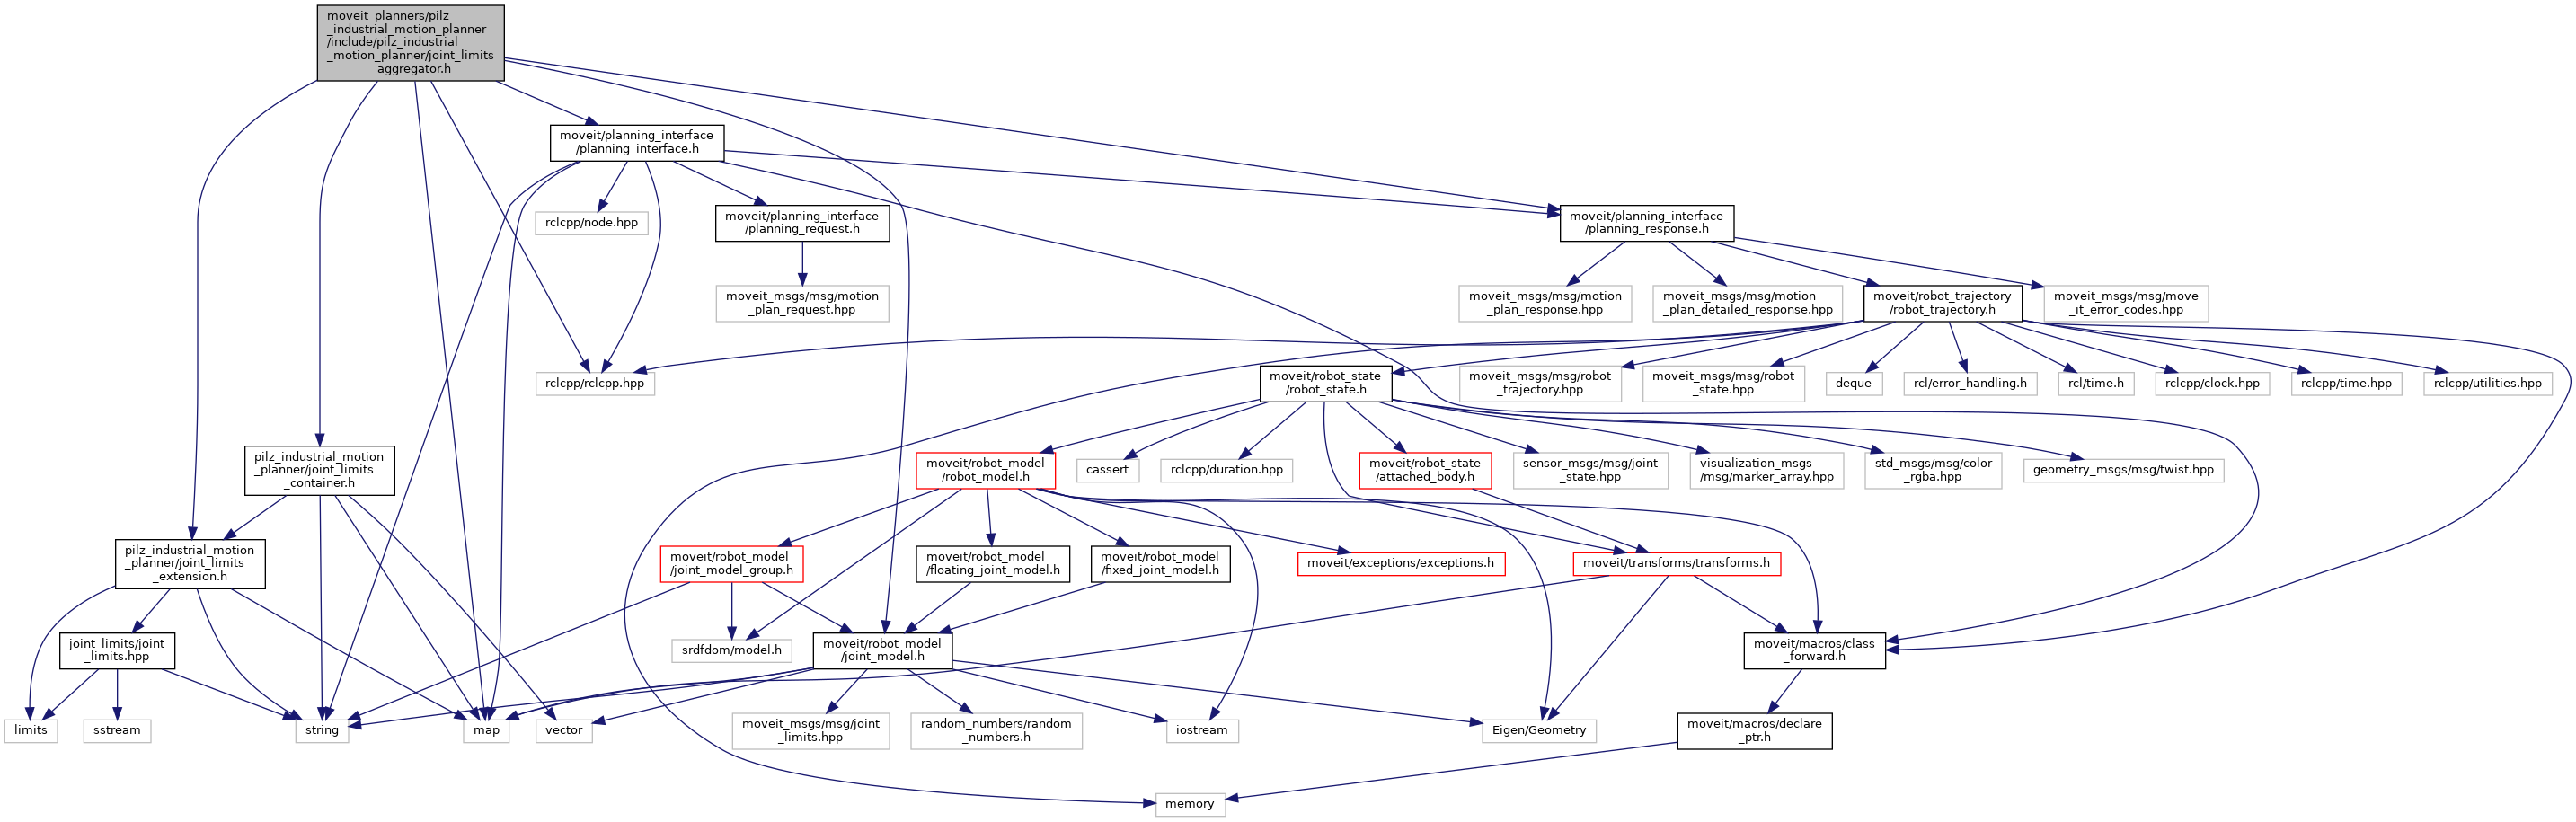 moveit_planners/pilz
_industrial_motion_planner
/include/pilz_industrial
_motion_planner/joint_limits
_aggregator.h
moveit/planning_interface
/planning_interface.h
rclcpp/node.hpp
moveit/planning_interface
/planning_request.h
moveit/planning_interface
/planning_response.h
moveit_msgs/msg/motion
_plan_request.hpp
moveit_msgs/msg/motion
_plan_response.hpp
moveit_msgs/msg/motion
_plan_detailed_response.hpp
moveit/robot_trajectory
/robot_trajectory.h
moveit_msgs/msg/move
_it_error_codes.hpp
rclcpp/rclcpp.hpp
moveit/robot_state
/robot_state.h
moveit_msgs/msg/robot
_trajectory.hpp
moveit_msgs/msg/robot
_state.hpp
deque
rcl/error_handling.h
rcl/time.h
rclcpp/clock.hpp
rclcpp/time.hpp
rclcpp/utilities.hpp
pilz_industrial_motion
_planner/joint_limits
_container.h
moveit/robot_model
/robot_model.h
cassert
rclcpp/duration.hpp
moveit/robot_state
/attached_body.h
sensor_msgs/msg/joint
_state.hpp
visualization_msgs
/msg/marker_array.hpp
std_msgs/msg/color
_rgba.hpp
geometry_msgs/msg/twist.hpp
pilz_industrial_motion
_planner/joint_limits
_extension.h
moveit/robot_model
/joint_model_group.h
moveit/robot_model
/floating_joint_model.h
moveit/robot_model
/fixed_joint_model.h
moveit/exceptions/exceptions.h
moveit/transforms/transforms.h
joint_limits/joint
_limits.hpp
srdfdom/model.h
moveit/robot_model
/joint_model.h
moveit/macros/class
_forward.h
limits
sstream
string
map
vector
moveit_msgs/msg/joint
_limits.hpp
random_numbers/random
_numbers.h
iostream
Eigen/Geometry
moveit/macros/declare
_ptr.h
memory